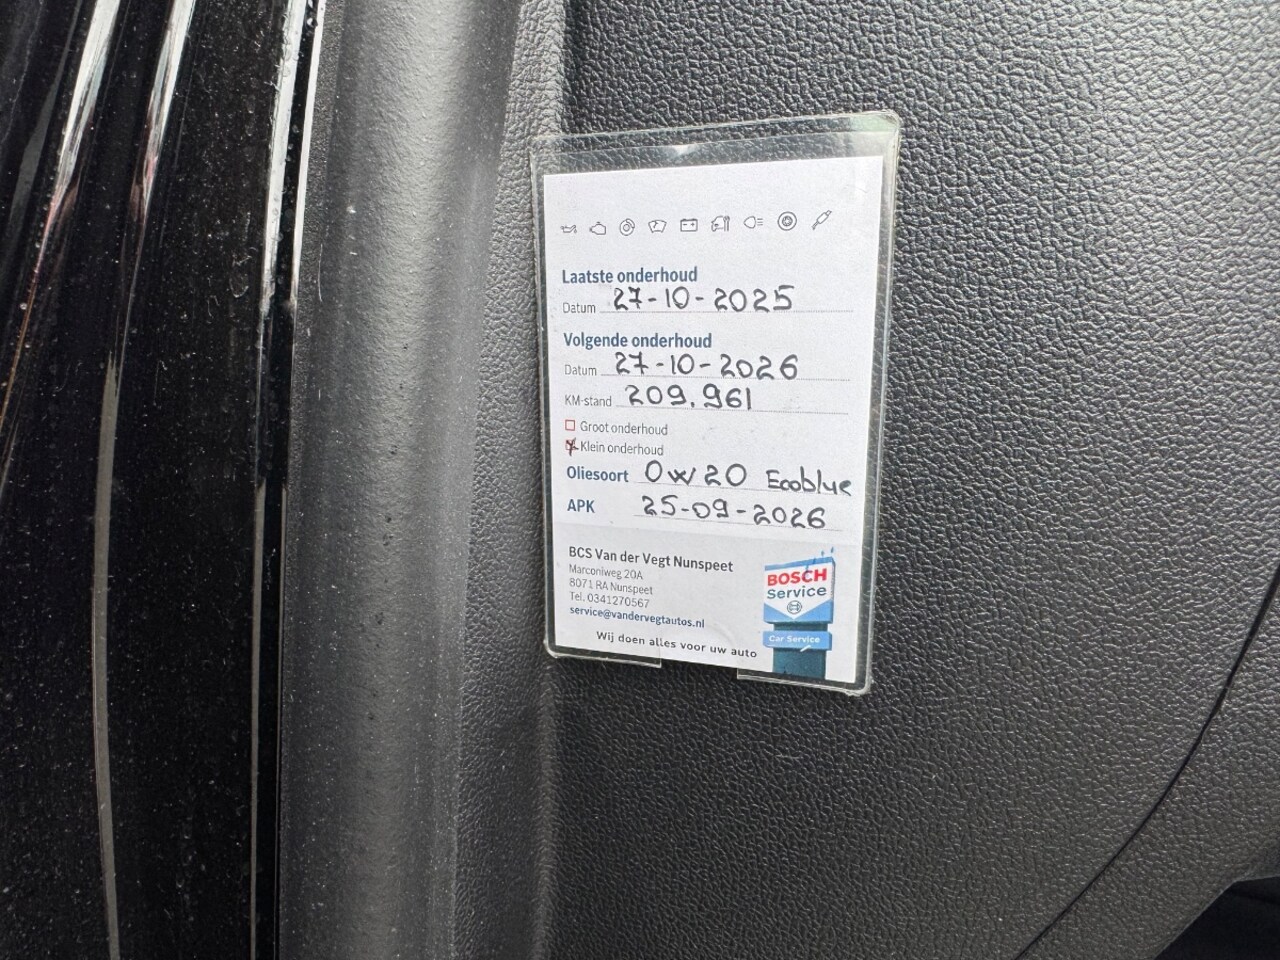 Laatste onderhoud
Datum 27-10-2025
Volgende onderhoud
Datum 27-10-2026
KM-stand 209.961
Groot onderhoud
Klein onderhoud
Oliesoort 0w20 Ecoblue
APK 25-09-2026
BCS Van der Vegt Nunspeet
Marconiweg 20A
8071 RA Nunspeet
Tel. 0341270567
service@vandervegtautos.nl
Wij doen alles voor uw auto
BOSCH
Service
Car Service